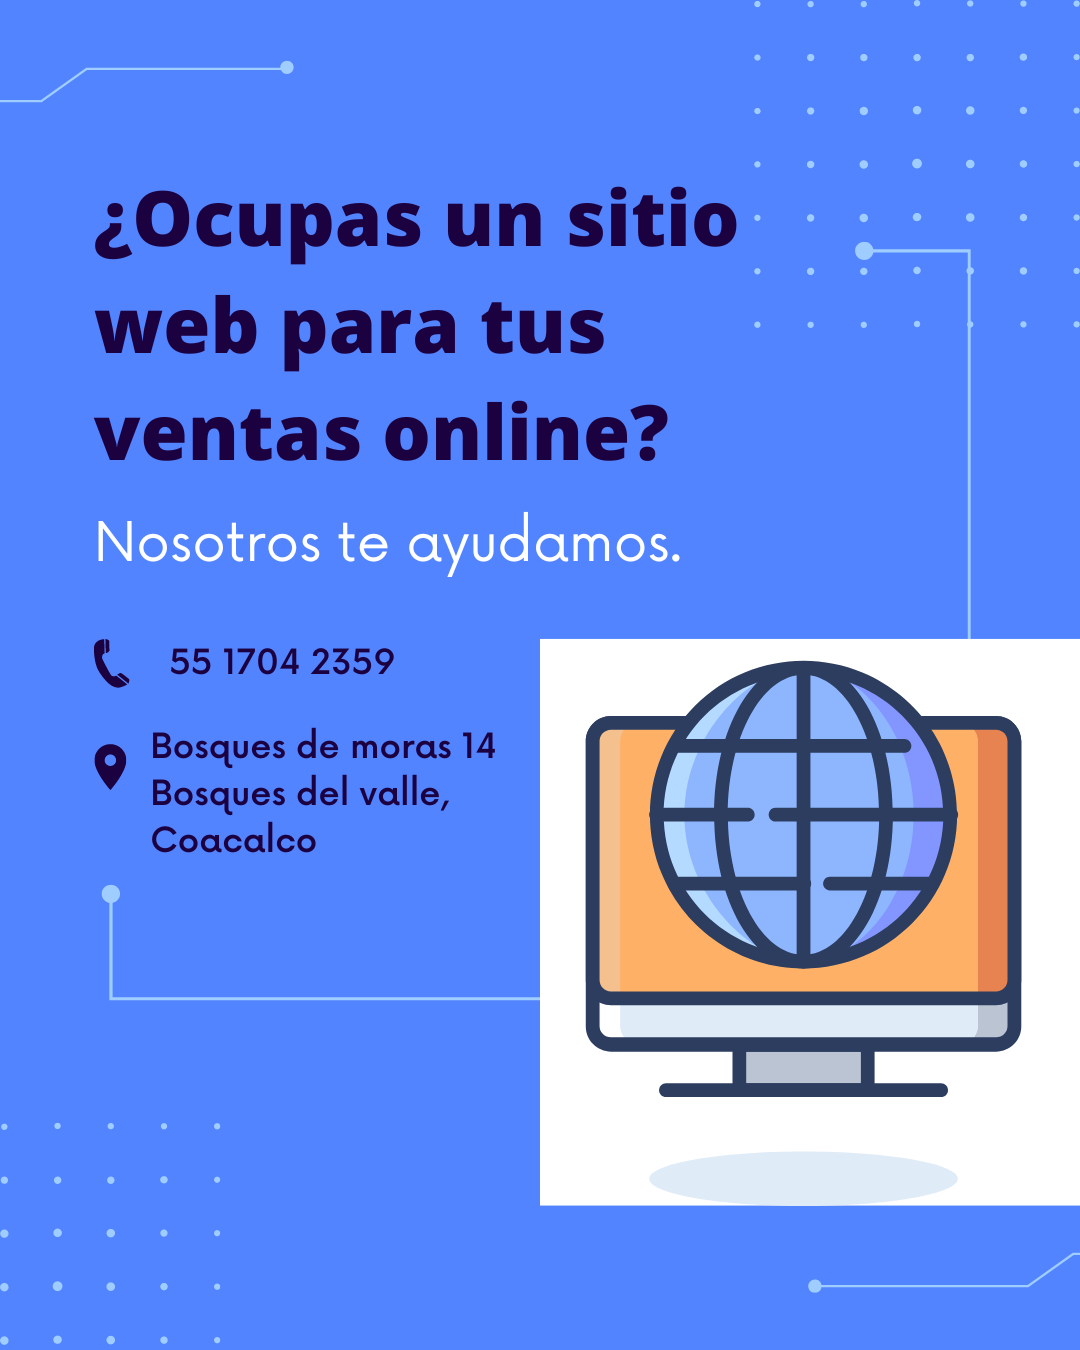 ¿Ocupas un sitio
web para tus
ventas online?
Nosotros te ayudamos.
55 1704 2359
Bosques de moras 14
Bosques del valle,
Coacalco